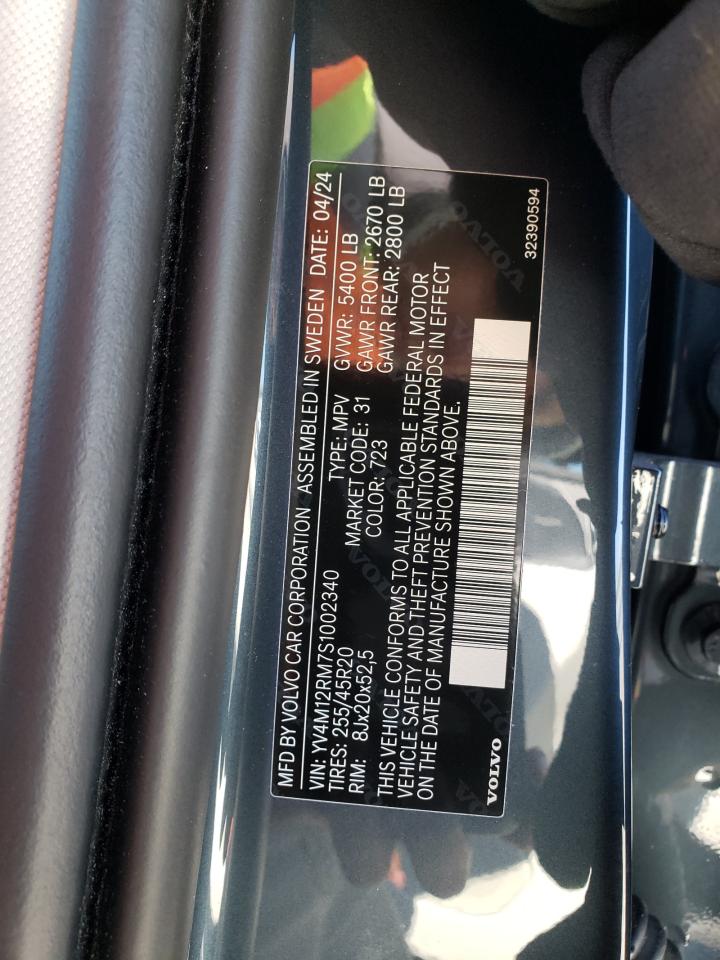 MFD BY VOLVO CAR CORPORATION ASSEMBLED IN SWEDEN DATE: 04/24
VIN: YV4M12RM7S1002340 TYPE: MPV GVWR: 5400 LB
TIRES: 255/45R20 MARKET CODE: 31 GAWR FRONT: 2670 LB
RIM: 8Jx20x52,5 COLOR: 723 GAWR REAR: 2800 LB
THIS VEHICLE CONFORMS TO ALL APPLICABLE FEDERAL MOTOR
VEHICLE SAFETY AND THEFT PREVENTION STANDARDS IN EFFECT
ON THE DATE OF MANUFACTURE SHOWN ABOVE.
VOLVO 32390594